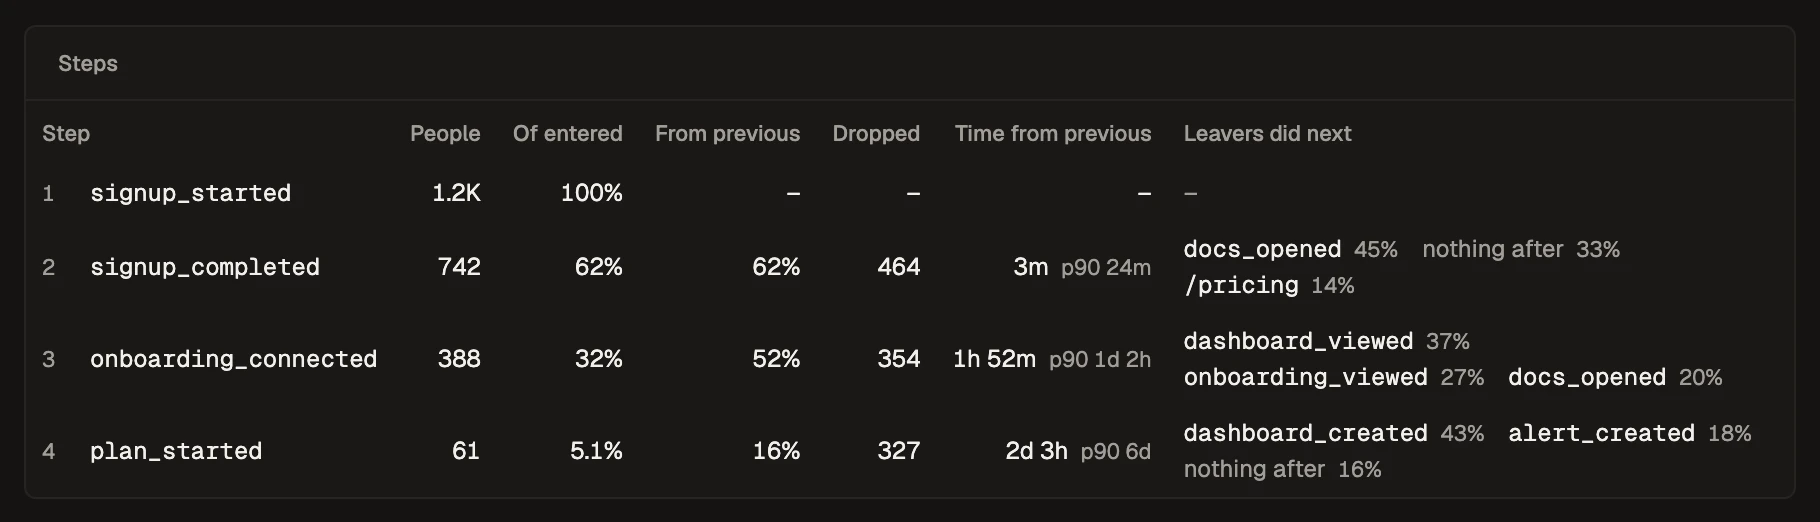 Steps
Step People Of entered From previous Dropped Time from previous Leavers did next
1 signup_started 1.2K 100% – – – –
2 signup_completed 742 62% 62% 464 3m p90 24m docs_opened 45% nothing after 33%
/pricing 14%
3 onboarding_connected 388 32% 52% 354 1h 52m p90 1d 2h dashboard_viewed 37%
onboarding_viewed 27% docs_opened 20%
4 plan_started 61 5.1% 16% 327 2d 3h p90 6d dashboard_created 43% alert_created 18%
nothing after 16%